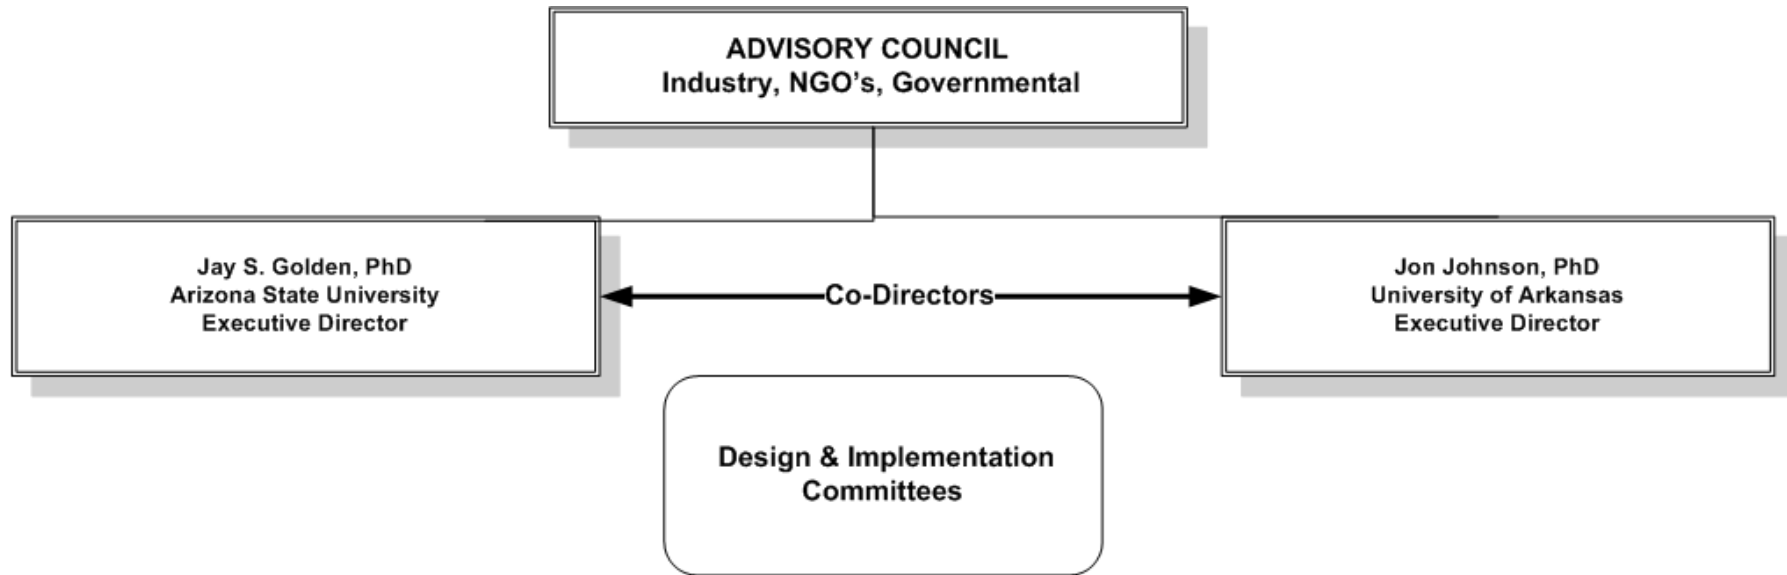 ADVISORY COUNCIL
Industry, NGO's, Governmental
Jay S. Golden, PhD
Arizona State University
Executive Director
Co-Directors
Jon Johnson, PhD
University of Arkansas
Executive Director
Design & Implementation
Committees